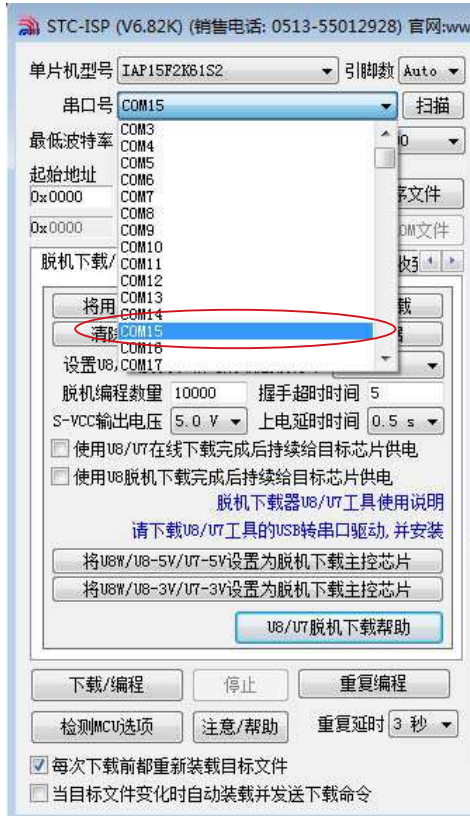 STC-ISP (V6.82K) (销售电话: 0513-55012928) 官网:ww
单片机型号 IAP15F2K61S2 引脚数 Auto
串口号 COM15 扫描
COM3
最低波特率 COM4
COM5
起始地址 COM6
0x0000 COM7 文件
COM8
0x0000 COM9 文件
COM10
脱机下载/ COM11
COM12
将用 COM13 载
COM14
清除 COM15
COM16
设置U8, COM17
脱机编程数量 10000 握手超时时间 5
S-VCC输出电压 5.0 V 上电延时时间 0.5 s
使用U8/U7在线下载完成后持续给目标芯片供电
使用U8脱机下载完成后持续给目标芯片供电
脱机下载器U8/U7工具使用说明
请下载U8/U7工具的USB转串口驱动,并安装
将U8W/U8-5V/U7-5V设置为脱机下载主控芯片
将U8W/U8-3V/U7-3V设置为脱机下载主控芯片
U8/U7脱机下载帮助
下载/编程 停止 重复编程
检测MCU选项 注意/帮助 重复延时 3 秒
每次下载前都重新装载目标文件
当目标文件变化时自动装载并发送下载命令